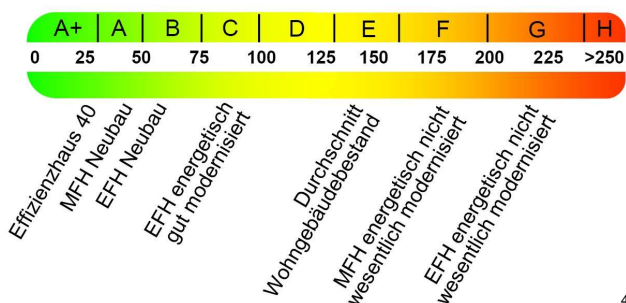 A+ A B C D E F G H
0 25 50 75 100 125 150 175 200 225 >250
Effizienzhaus 40
MFH Neubau
EFH Neubau
EFH energetisch
gut modernisiert
Durchschnitt
Wohngebäudebestand
MFH energetisch nicht
wesentlich modernisiert
EFH energetisch nicht
wesentlich modernisiert